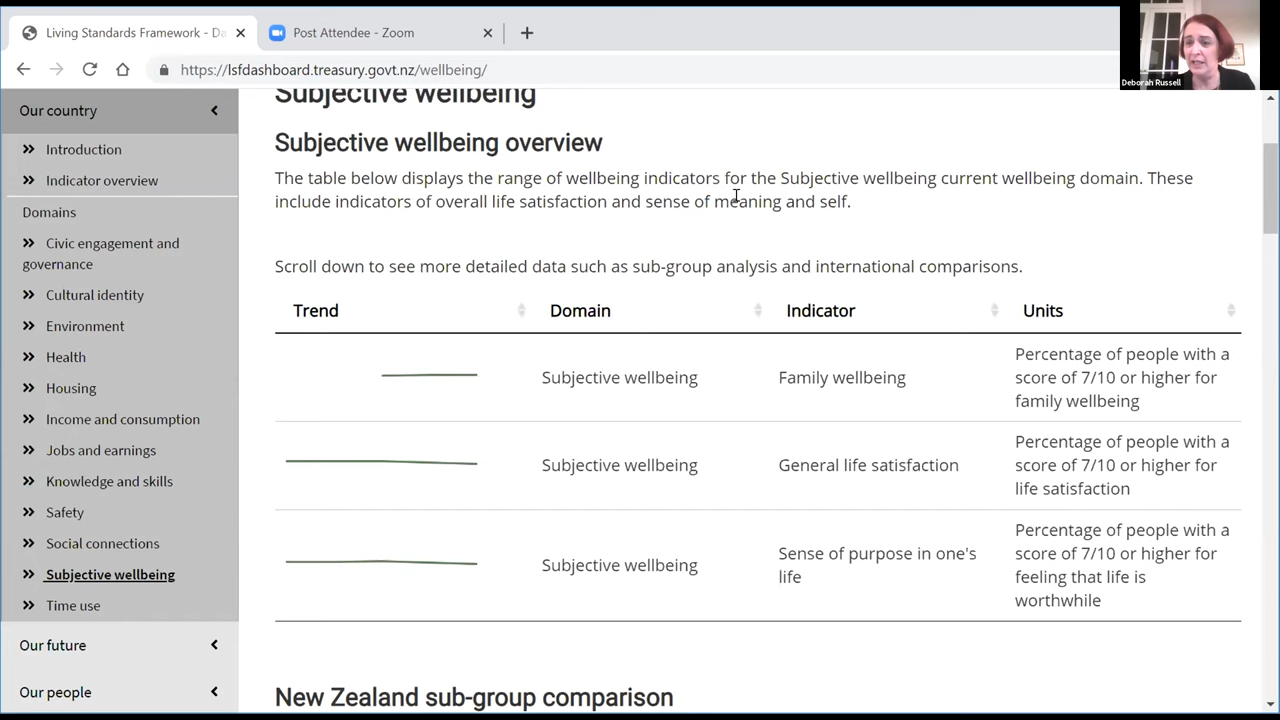 Living Standards Framework - Da
Post Attendee - Zoom
https://lsfdashboard.treasury.govt.nz/wellbeing/
Deborah Russell
Our country
Introduction
Indicator overview
Domains
Civic engagement and
governance
Cultural identity
Environment
Health
Housing
Income and consumption
Jobs and earnings
Knowledge and skills
Safety
Social connections
Subjective wellbeing
Time use
Our future
Our people
Subjective wellbeing
Subjective wellbeing overview
The table below displays the range of wellbeing indicators for the Subjective wellbeing current wellbeing domain. These
include indicators of overall life satisfaction and sense of meaning and self.
Scroll down to see more detailed data such as sub-group analysis and international comparisons.
Trend Domain Indicator Units
Subjective wellbeing Family wellbeing
Percentage of people with a
score of 7/10 or higher for
family wellbeing
Subjective wellbeing General life satisfaction
Percentage of people with a
score of 7/10 or higher for
life satisfaction
Subjective wellbeing
Sense of purpose in one's
life
Percentage of people with a
score of 7/10 or higher for
feeling that life is
worthwhile
New Zealand sub-group comparison